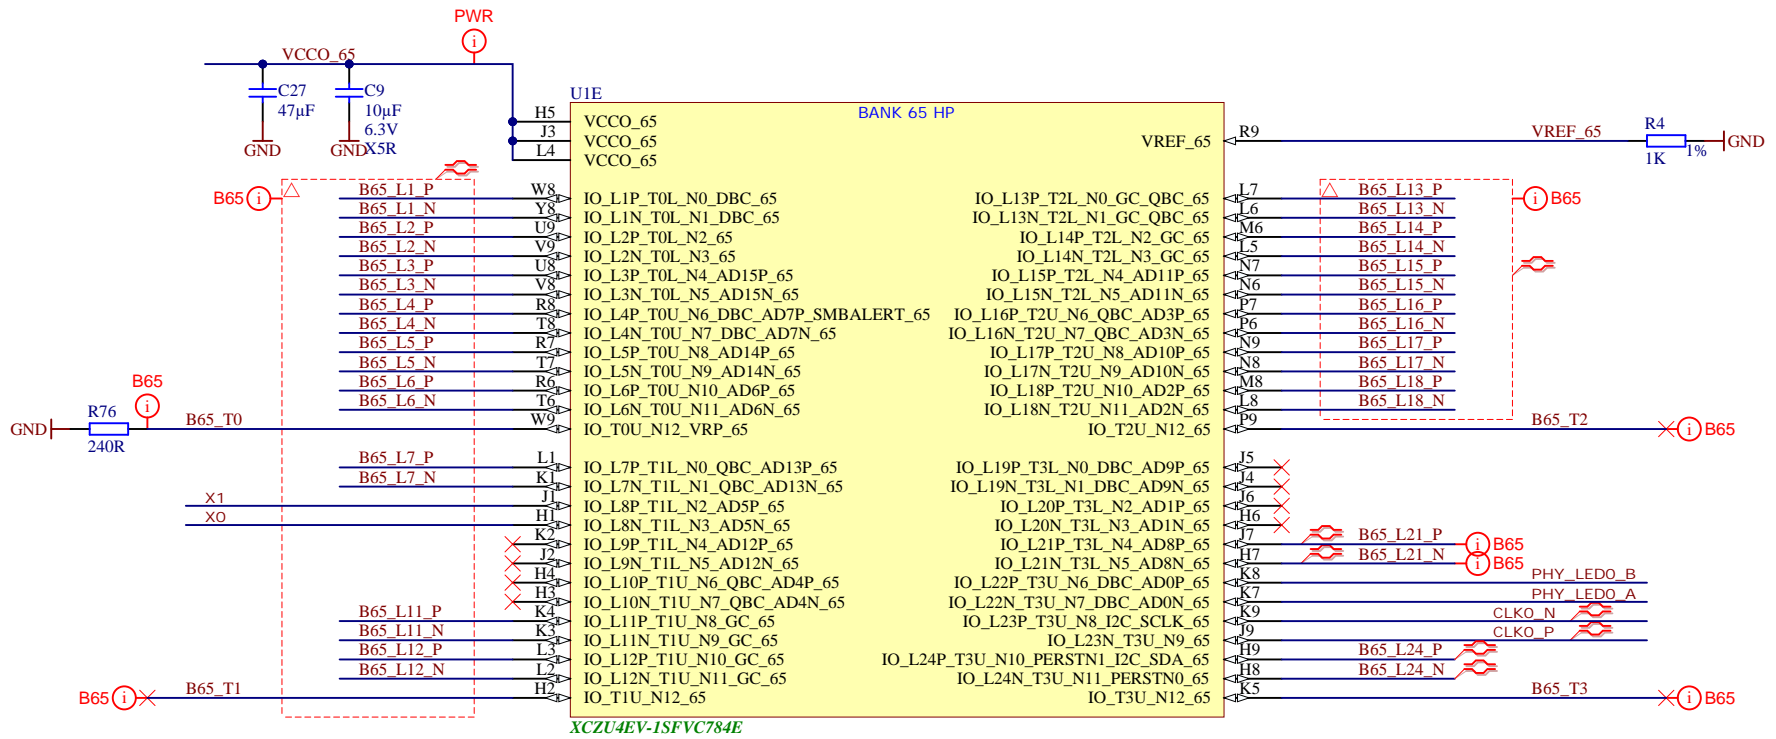 PWR
VCCO_65
C27
47µF
GND
C9
10µF
6.3V
X5R
GND
U1E
BANK 65 HP
H5 VCCO_65
J3 VCCO_65
L4 VCCO_65
VREF_65 R9 VREF_65
R4
1K
1%
GND
B65
B65_L1_P W8 IO_L1P_T0L_N0_DBC_65
B65_L1_N Y8 IO_L1N_T0L_N1_DBC_65
B65_L2_P U9 IO_L2P_T0L_N2_65
B65_L2_N V9 IO_L2N_T0L_N3_65
B65_L3_P U8 IO_L3P_T0L_N4_AD15P_65
B65_L3_N V8 IO_L3N_T0L_N5_AD15N_65
B65_L4_P R8 IO_L4P_T0U_N6_DBC_AD7P_SMBALERT_65
B65_L4_N T8 IO_L4N_T0U_N7_DBC_AD7N_65
B65_L5_P R7 IO_L5P_T0U_N8_AD14P_65
B65_L5_N T7 IO_L5N_T0U_N9_AD14N_65
B65_L6_P R6 IO_L6P_T0U_N10_AD6P_65
B65_L6_N T6 IO_L6N_T0U_N11_AD6N_65
B65
GND
R76
240R
B65_T0 W9 IO_T0U_N12_VRP_65
B65_L7_P L1 IO_L7P_T1L_N0_QBC_AD13P_65
B65_L7_N K1 IO_L7N_T1L_N1_QBC_AD13N_65
X1 J1 IO_L8P_T1L_N2_AD5P_65
X0 H1 IO_L8N_T1L_N3_AD5N_65
K2 IO_L9P_T1L_N4_AD12P_65
J2 IO_L9N_T1L_N5_AD12N_65
H4 IO_L10P_T1U_N6_QBC_AD4P_65
H3 IO_L10N_T1U_N7_QBC_AD4N_65
B65_L11_P K4 IO_L11P_T1U_N8_GC_65
B65_L11_N K3 IO_L11N_T1U_N9_GC_65
B65_L12_P L3 IO_L12P_T1U_N10_GC_65
B65_L12_N L2 IO_L12N_T1U_N11_GC_65
B65 B65_T1 H2 IO_T1U_N12_65
IO_L13P_T2L_N0_GC_QBC_65 L7 B65_L13_P
B65
IO_L13N_T2L_N1_GC_QBC_65 L6 B65_L13_N
IO_L14P_T2L_N2_GC_65 M6 B65_L14_P
IO_L14N_T2L_N3_GC_65 L5 B65_L14_N
IO_L15P_T2L_N4_AD11P_65 N7 B65_L15_P
IO_L15N_T2L_N5_AD11N_65 N6 B65_L15_N
IO_L16P_T2U_N6_QBC_AD3P_65 P7 B65_L16_P
IO_L16N_T2U_N7_QBC_AD3N_65 P6 B65_L16_N
IO_L17P_T2U_N8_AD10P_65 N9 B65_L17_P
IO_L17N_T2U_N9_AD10N_65 N8 B65_L17_N
IO_L18P_T2U_N10_AD2P_65 M8 B65_L18_P
IO_L18N_T2U_N11_AD2N_65 L8 B65_L18_N
IO_T2U_N12_65 P9 B65_T2 B65
IO_L19P_T3L_N0_DBC_AD9P_65 J5
IO_L19N_T3L_N1_DBC_AD9N_65 J4
IO_L20P_T3L_N2_AD1P_65 J6
IO_L20N_T3L_N3_AD1N_65 H6
IO_L21P_T3L_N4_AD8P_65 J7 B65_L21_P B65
IO_L21N_T3L_N5_AD8N_65 H7 B65_L21_N B65
IO_L22P_T3U_N6_DBC_AD0P_65 K8 PHY_LED0_B
IO_L22N_T3U_N7_DBC_AD0N_65 K7 PHY_LED0_A
IO_L23P_T3U_N8_I2C_SCLK_65 K9 CLK0_N
IO_L23N_T3U_N9_65 J9 CLK0_P
IO_L24P_T3U_N10_PERSTN1_I2C_SDA_65 H9 B65_L24_P
IO_L24N_T3U_N11_PERSTN0_65 H8 B65_L24_N
IO_T3U_N12_65 K5 B65_T3 B65
XCZU4EV-1SFVC784E